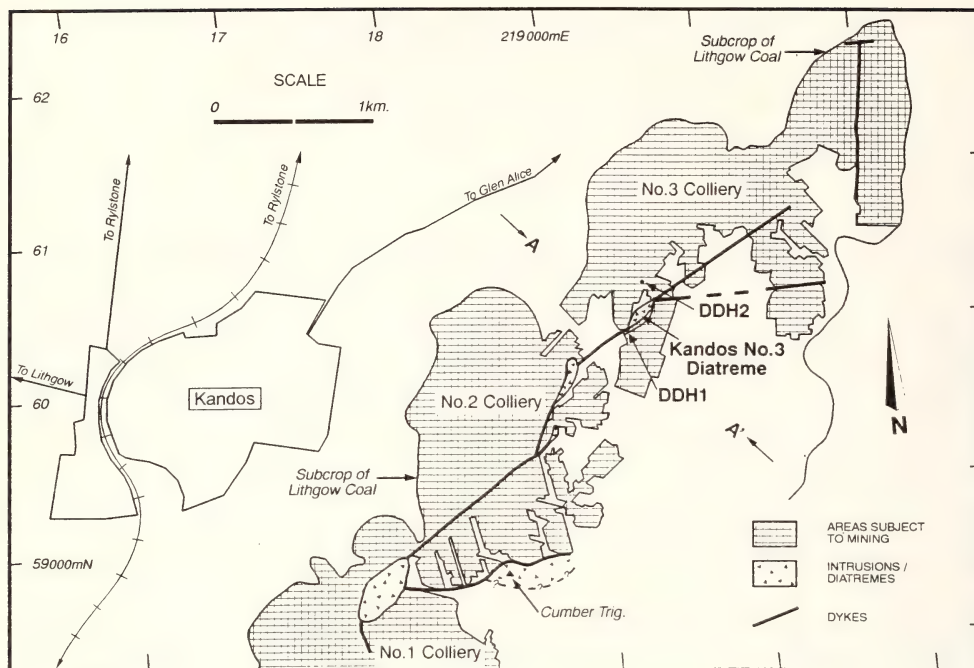 16
17
18
219000mE
Subcrop of
Lithgow Coal
62
SCALE
0
1km.
To Rylstone
To Rylstone
To Glen Alice
No.3 Colliery
61
A
DDH2
Kandos No.3
Diatreme
DDH1
To Lithgow
60
Kandos
No.2 Colliery
A'
N
Subcrop of
Lithgow Coal
AREAS SUBJECT
TO MINING
59000mN
INTRUSIONS /
DIATREMES
Cumber Trig.
DYKES
No.1 Colliery